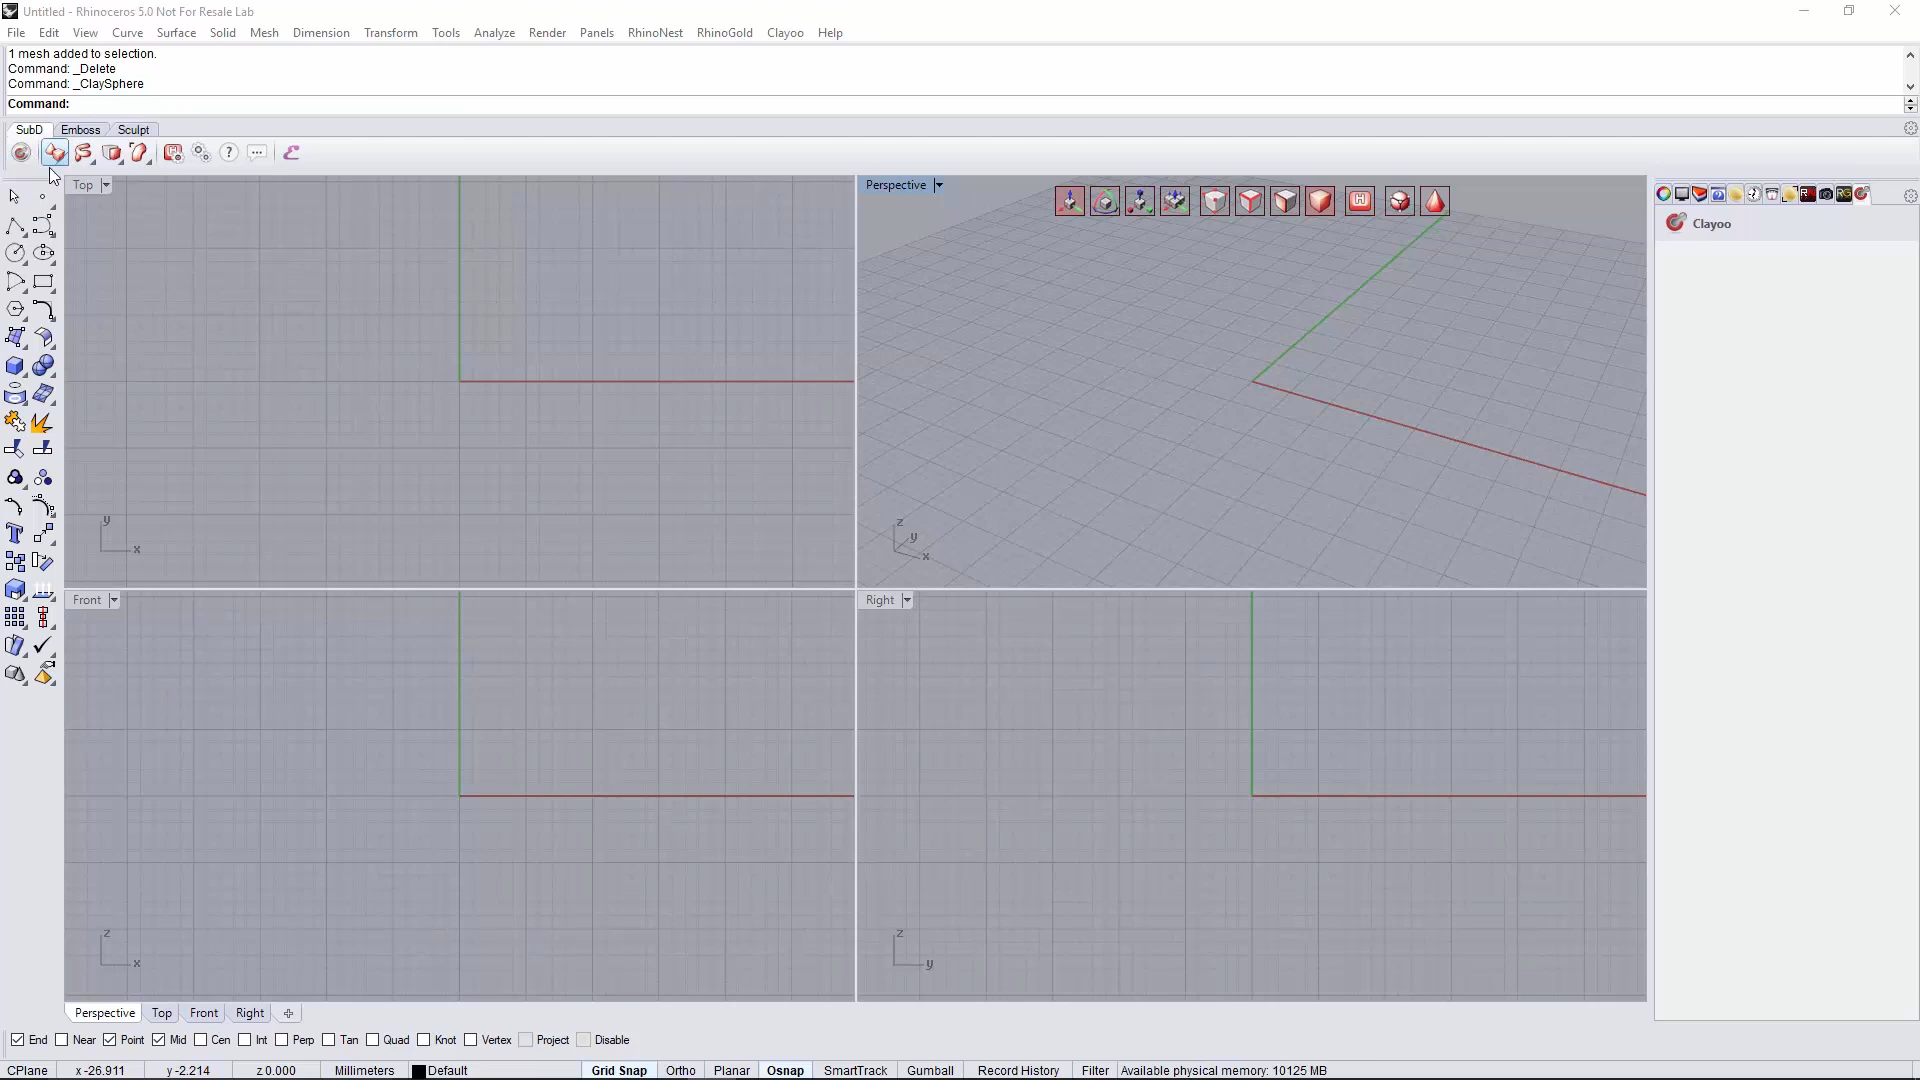 Untitled - Rhinoceros 5.0 Not For Resale Lab
File Edit View Curve Surface Solid Mesh Dimension Transform Tools Analyze Render Panels RhinoNest RhinoGold Clayoo Help
1 mesh added to selection.
Command: _Delete
Command: _ClaySphere
Command:
SubD Emboss Sculpt
Top
Perspective
Clayoo
y
x
z
y
x
Front
Right
z
x
z
y
Perspective Top Front Right
End Near Point Mid Cen Int Perp Tan Quad Knot Vertex Project Disable
CPlane x -26.911 y -2.214 z 0.000 Millimeters Default Grid Snap Ortho Planar Osnap SmartTrack Gumball Record History Filter Available physical memory: 10125 MB